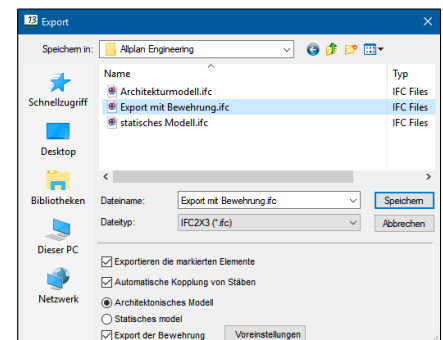 13 Export
Speichern in: Allplan Engineering
Name Typ
Architekturmodell.ifc IFC Files
Export mit Bewehrung.ifc IFC Files
statisches Modell.ifc IFC Files
Schnellzugriff
Desktop
Bibliotheken
Dieser PC
Netzwerk
Dateiname: Export mit Bewehrung.ifc Speichern
Dateityp: IFC2X3 (*.ifc) Abbrechen
Exportieren die markierten Elemente
Automatische Kopplung von Stäben
Architektonisches Modell
Statisches model
Export der Bewehrung Voreinstellungen